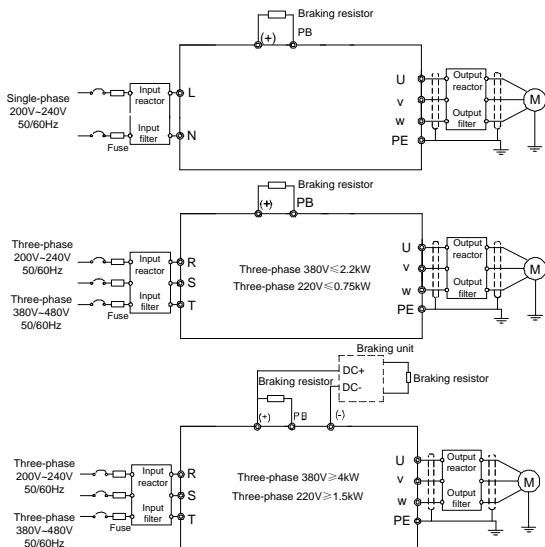 Braking resistor
(+)
PB
Single-phase
200V~240V
50/60Hz
Fuse
Input
reactor
Input
filter
L
N
U
v
w
PE
Output
reactor
Output
filter
M
Braking resistor
(+)
PB
Three-phase
200V~240V
50/60Hz
Three-phase
380V~480V
50/60Hz
Fuse
Input
reactor
Input
filter
R
S
T
Three-phase 380V≤2.2kW
Three-phase 220V≤0.75kW
U
v
w
PE
Output
reactor
Output
filter
M
Braking unit
DC+
DC-
Braking resistor
Braking resistor
(+)
PB
(-)
Three-phase
200V~240V
50/60Hz
Three-phase
380V~480V
50/60Hz
Fuse
Input
reactor
Input
filter
R
S
T
Three-phase 380V≥4kW
Three-phase 220V≥1.5kW
U
v
w
PE
Output
reactor
Output
filter
M